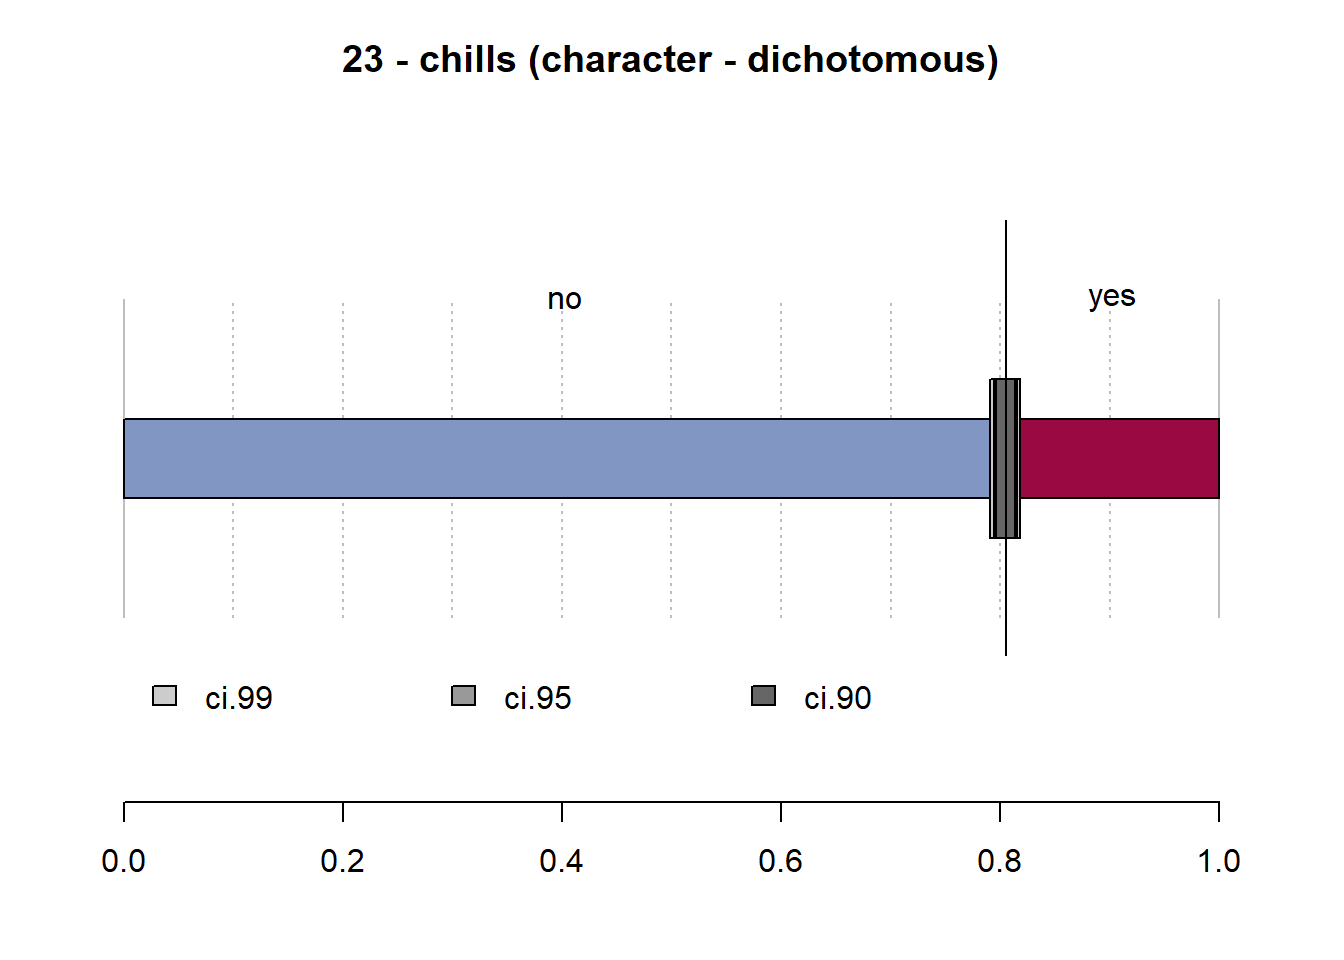 23 - chills (character - dichotomous)
no yes
ci.99 ci.95 ci.90
0.0 0.2 0.4 0.6 0.8 1.0